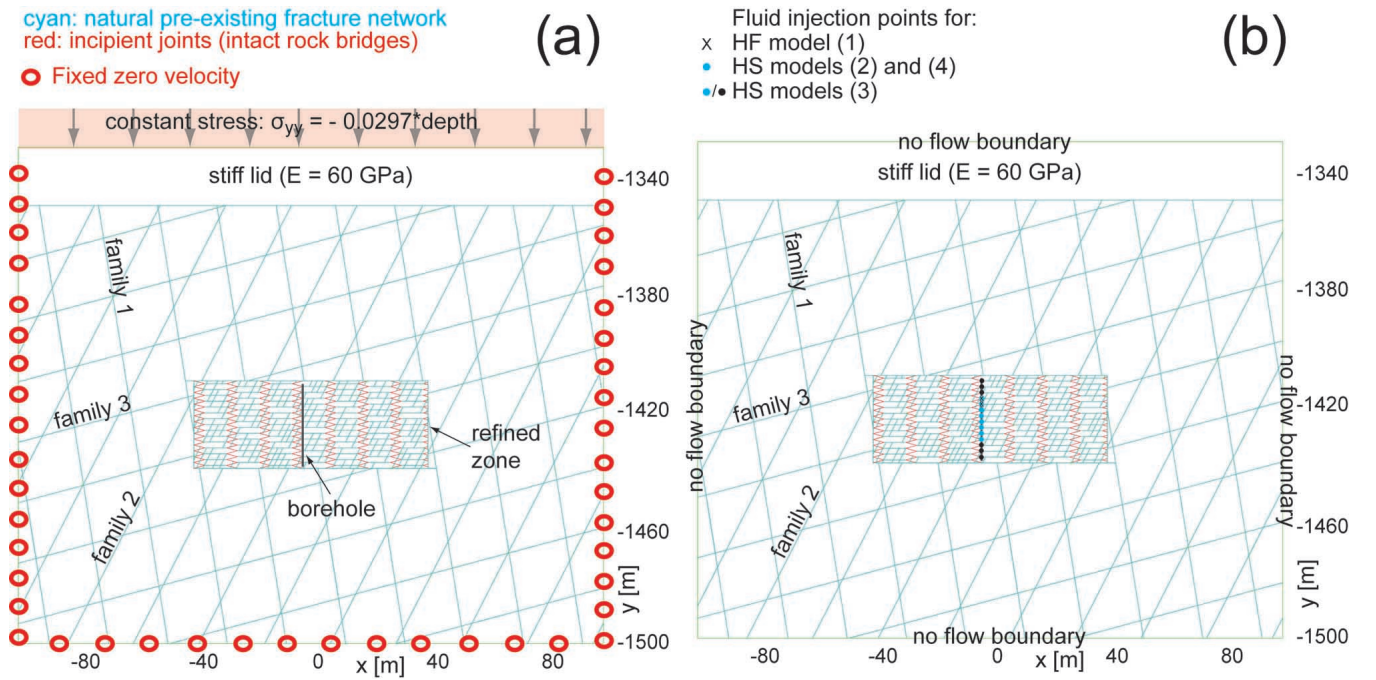 cyan: natural pre-existing fracture network
red: incipient joints (intact rock bridges)
Fixed zero velocity
(a)
constant stress: σyy = - 0.0297*depth
stiff lid (E = 60 GPa)
family 1
family 3
family 2
refined
zone
borehole
-1340
-1380
-1420
-1460
-1500
y [m]
-80
-40
0
x [m]
40
80
Fluid injection points for:
x HF model (1)
HS models (2) and (4)
/ HS models (3)
(b)
no flow boundary
stiff lid (E = 60 GPa)
family 1
family 3
family 2
no flow boundary
no flow boundary
no flow boundary
-1340
-1380
-1420
-1460
-1500
y [m]
-80
-40
0
x [m]
40
80